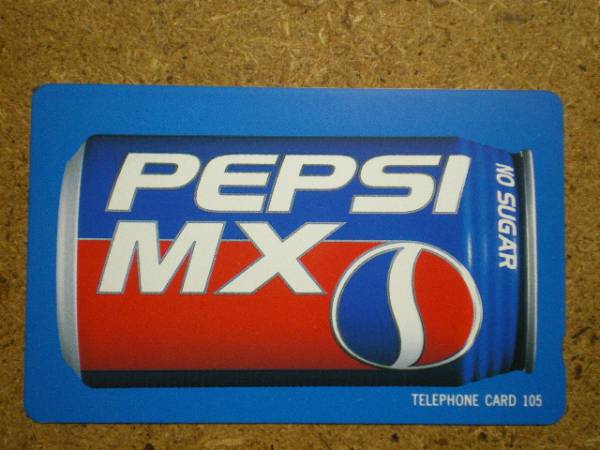 PEPSI
MX
NO SUGAR
TELEPHONE CARD 105